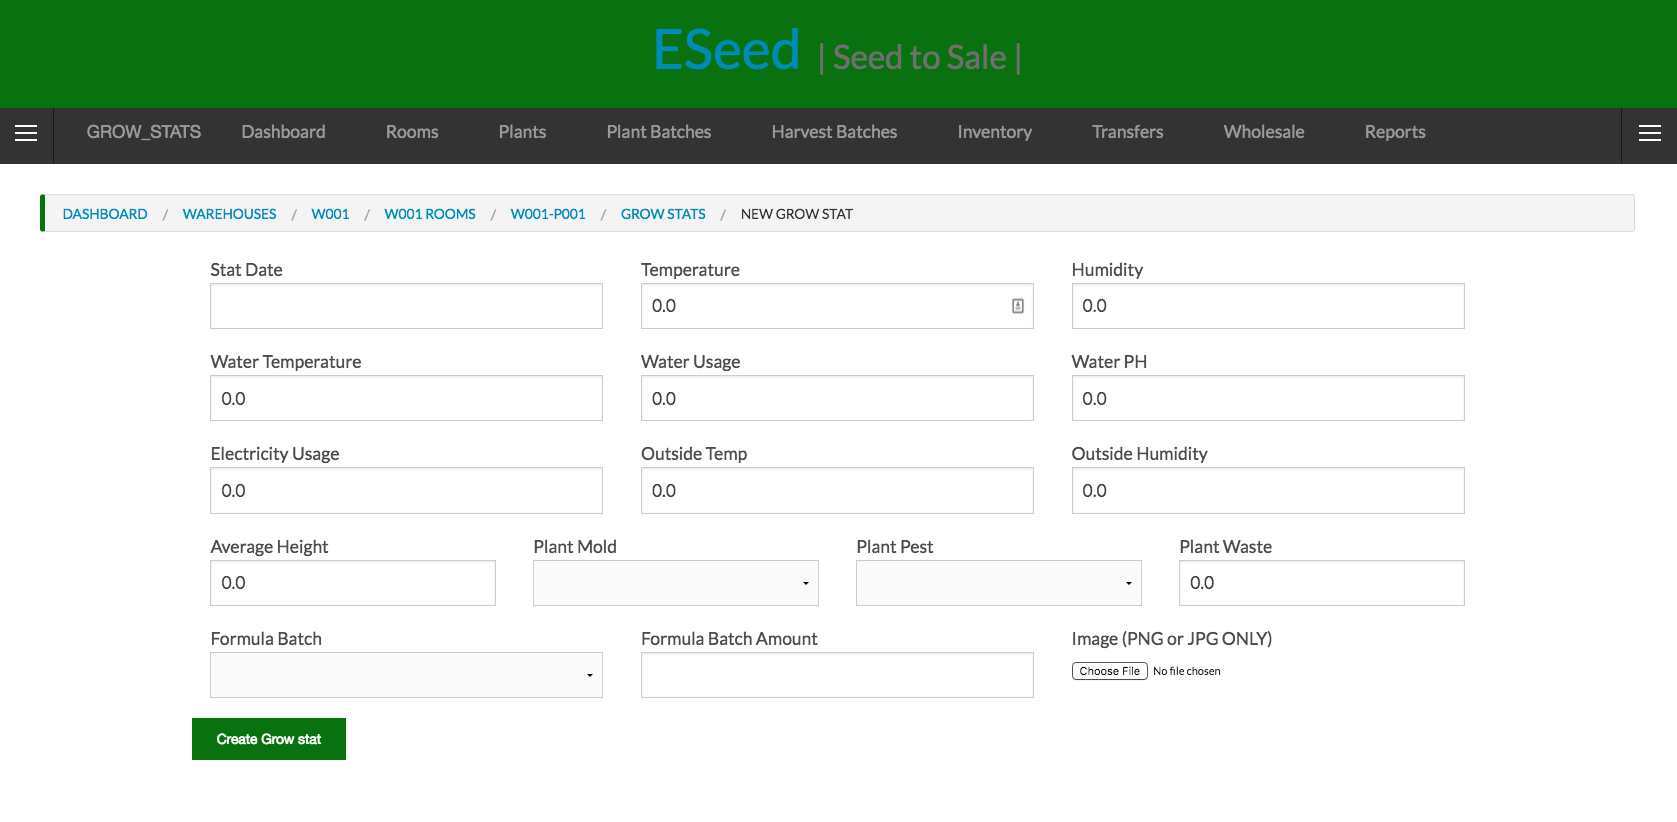 ESeed | Seed to Sale |
GROW_STATS Dashboard Rooms Plants Plant Batches Harvest Batches Inventory Transfers Wholesale Reports
DASHBOARD / WAREHOUSES / W001 / W001 ROOMS / W001-P001 / GROW STATS / NEW GROW STAT
Stat Date Temperature Humidity
0.0 0.0
Water Temperature Water Usage Water PH
0.0 0.0 0.0
Electricity Usage Outside Temp Outside Humidity
0.0 0.0 0.0
Average Height Plant Mold Plant Pest Plant Waste
0.0 0.0
Formula Batch Formula Batch Amount Image (PNG or JPG ONLY)
Choose File No file chosen
Create Grow stat